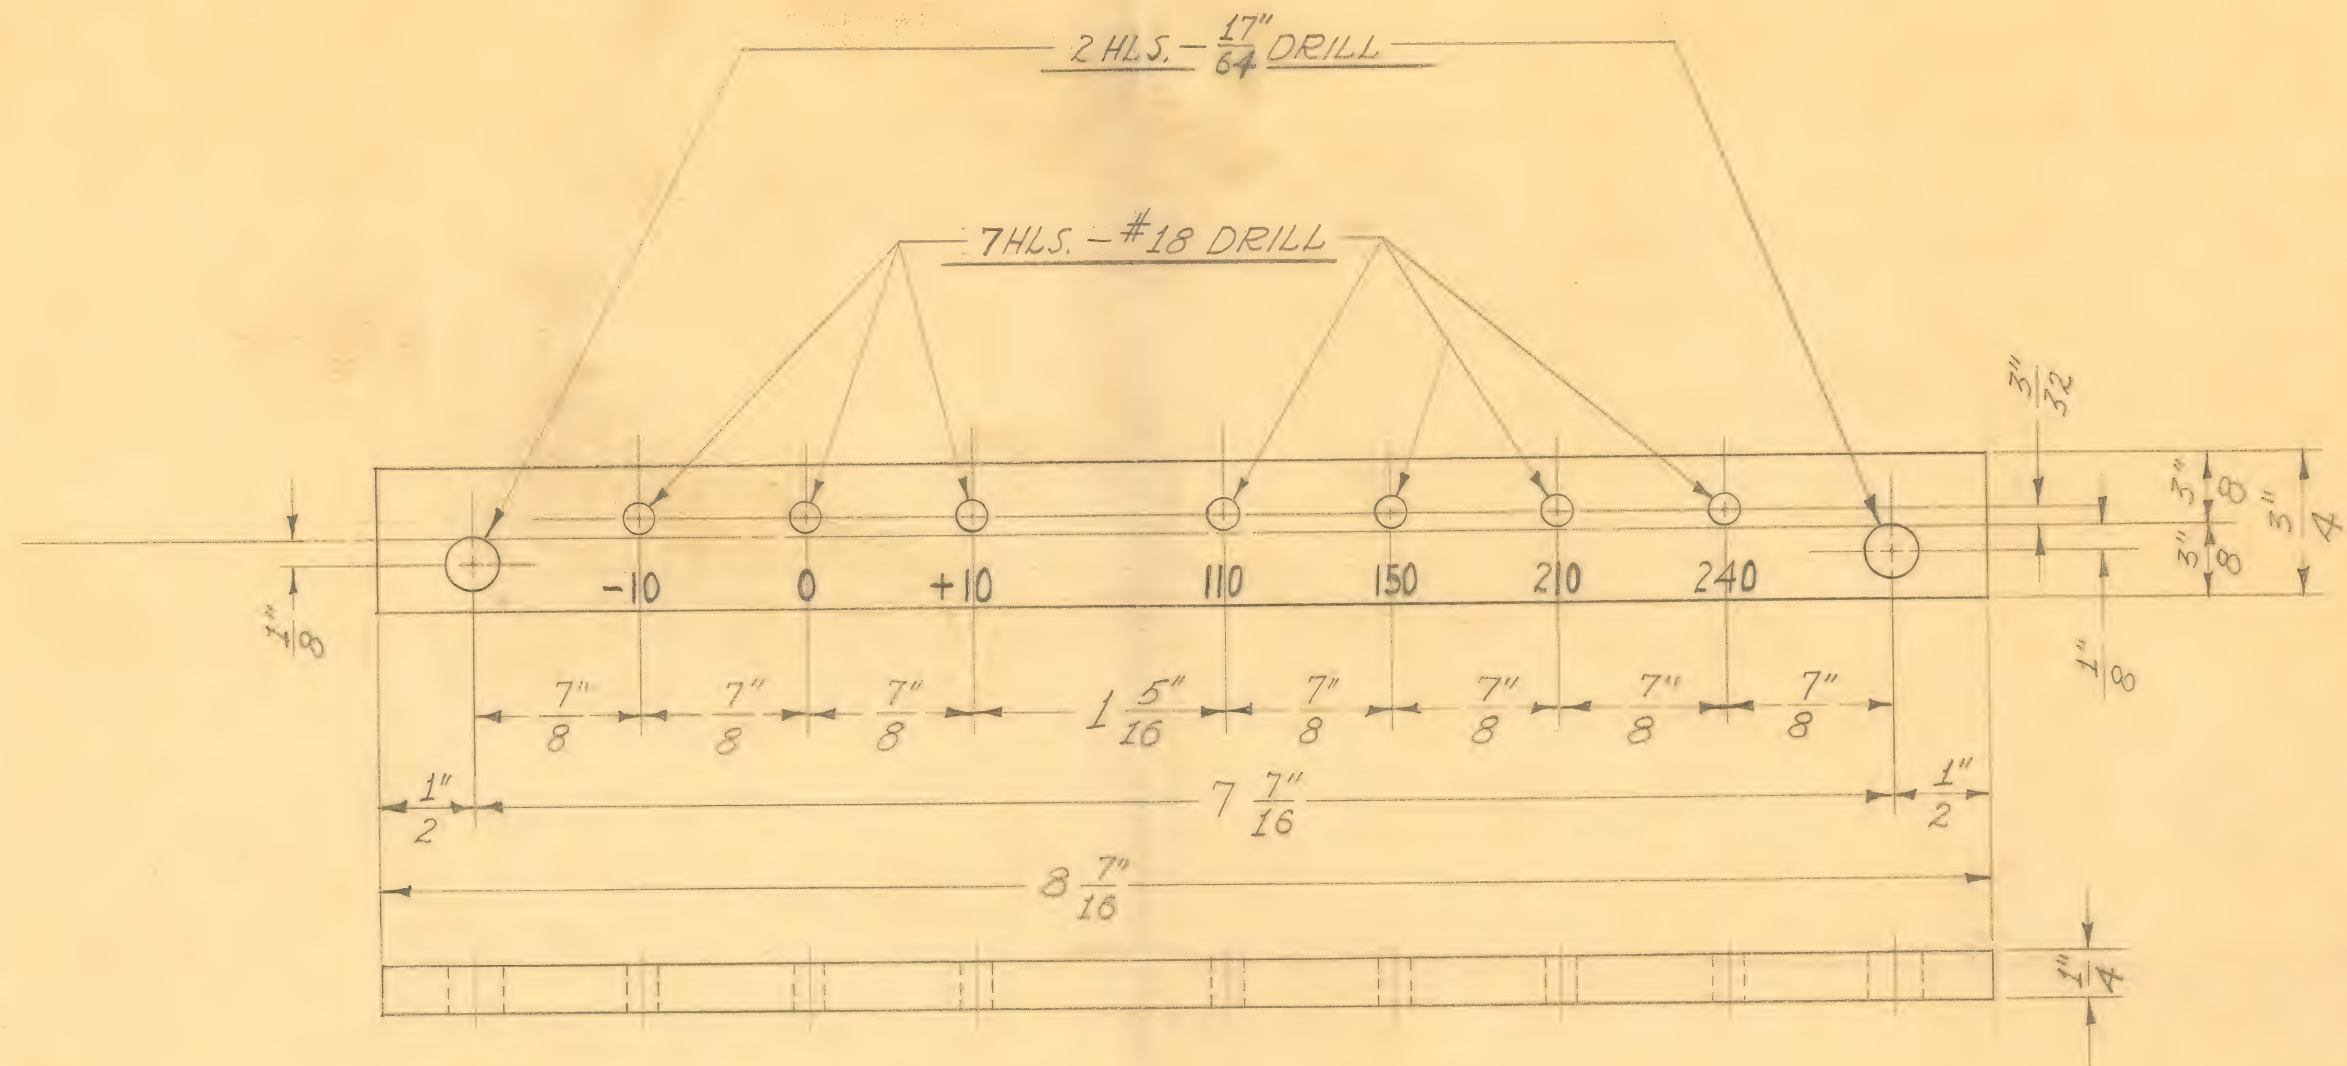 2 HLS. - 17"/64 DRILL
7 HLS. - #18 DRILL
3"/32
3"/8
3"/4
3"/8
1"/8
1"/8
-10 0 +10 110 150 210 240
7"/8 7"/8 7"/8 1 5"/16 7"/8 7"/8 7"/8 7"/8
1"/2 7 7"/16 1"/2
8 7"/16
1"/4